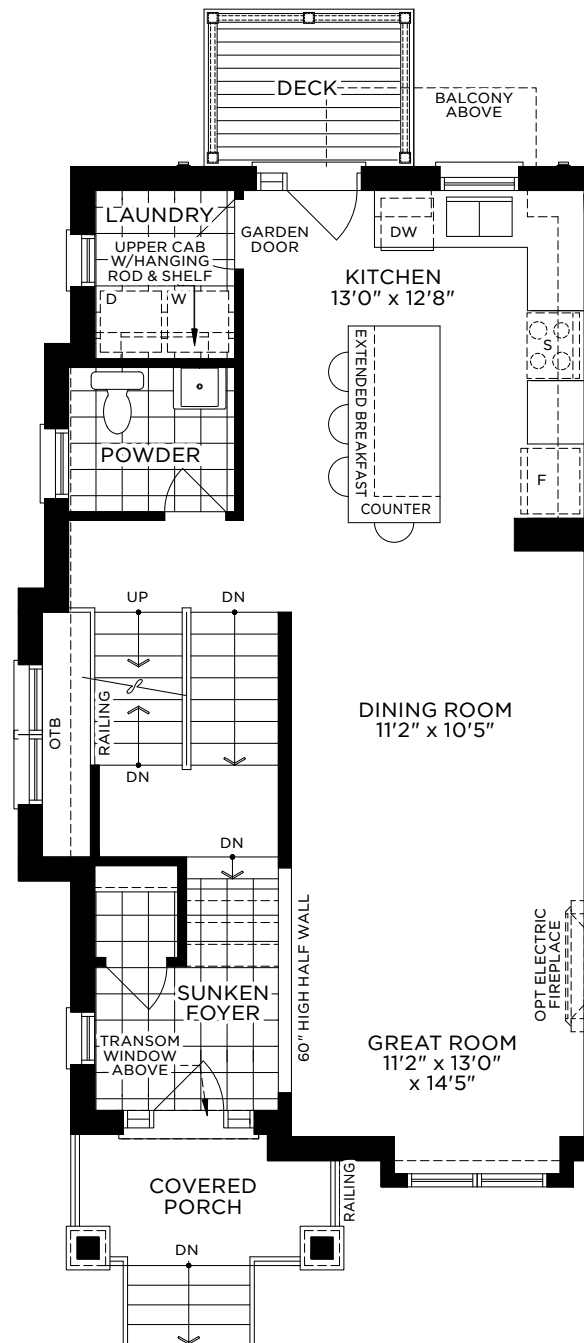 DECK
BALCONY
ABOVE
LAUNDRY
UPPER CAB
W/HANGING
ROD & SHELF
D
W
GARDEN
DOOR
DW
KITCHEN
13'0" x 12'8"
S
EXTENDED BREAKFAST
COUNTER
F
POWDER
UP
DN
OTB
RAILING
DN
DINING ROOM
11'2" x 10'5"
DN
60" HIGH HALF WALL
OPT ELECTRIC
FIREPLACE
SUNKEN
FOYER
TRANSOM
WINDOW
ABOVE
GREAT ROOM
11'2" x 13'0"
x 14'5"
COVERED
PORCH
RAILING
DN